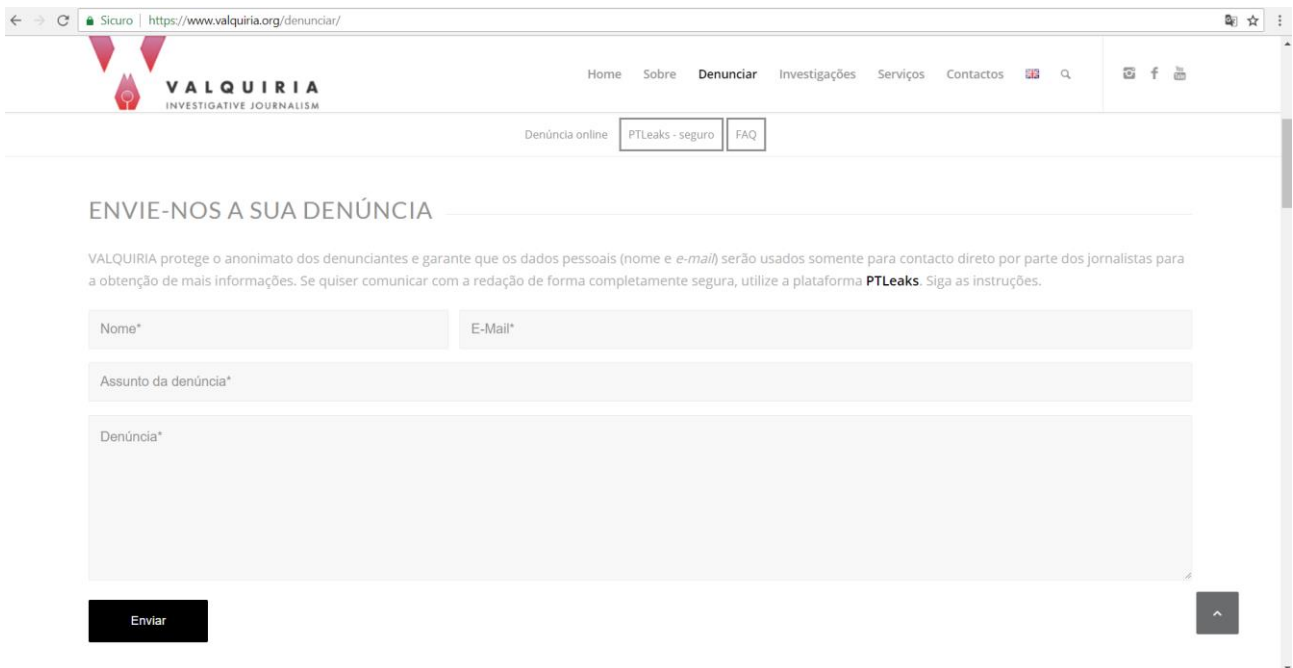 Sicuro | https://www.valquiria.org/denunciar/
VALQUIRIA
INVESTIGATIVE JOURNALISM
Home Sobre Denunciar Investigações Serviços Contactos
Denúncia online PTLeaks - seguro FAQ
ENVIE-NOS A SUA DENÚNCIA
VALQUIRIA protege o anonimato dos denunciantes e garante que os dados pessoais (nome e e-mail) serão usados somente para contacto direto por parte dos jornalistas para
a obtenção de mais informações. Se quiser comunicar com a redação de forma completamente segura, utilize a plataforma PTLeaks. Siga as instruções.
Nome* E-Mail*
Assunto da denúncia*
Denúncia*
Enviar